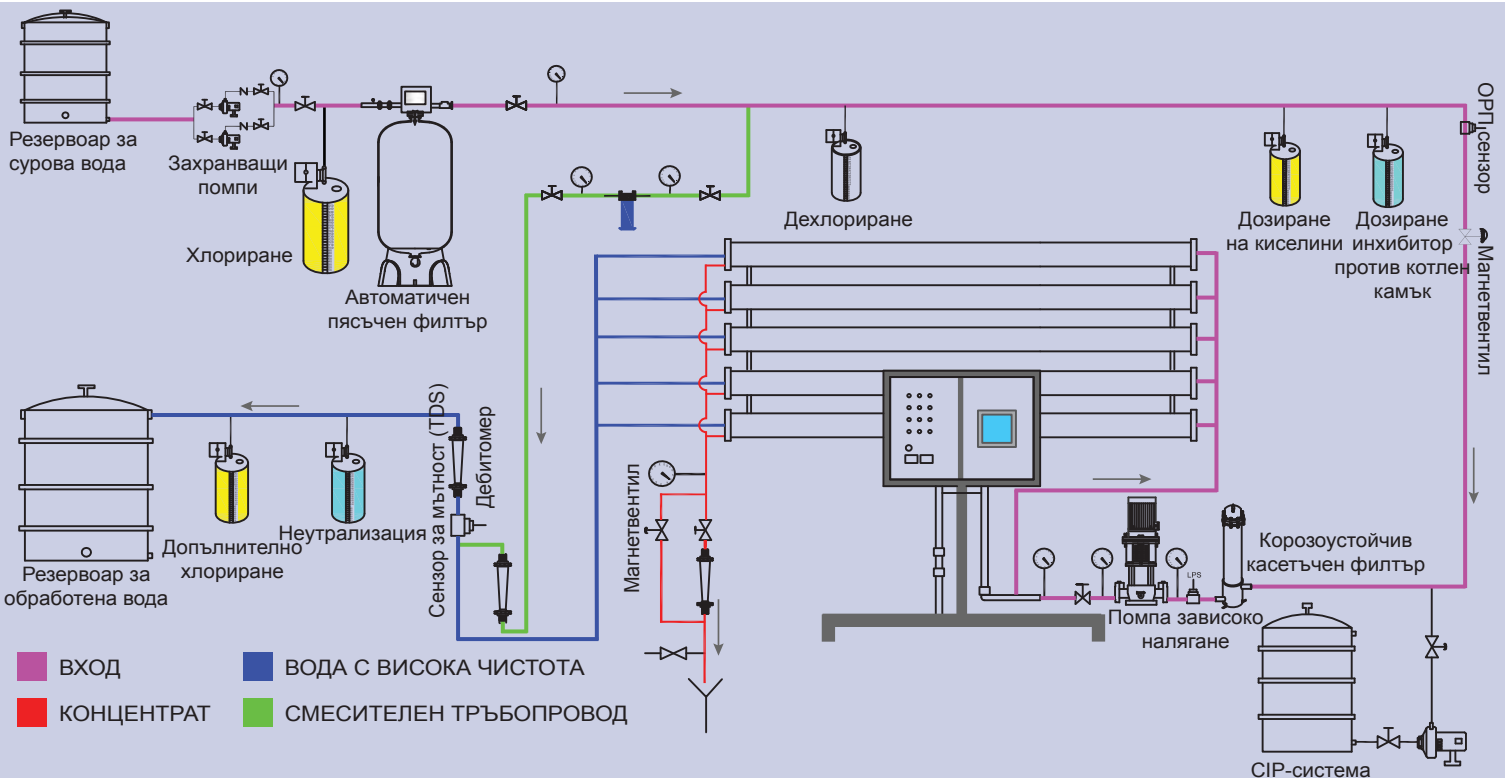 Резервоар за
сурова вода
Захранващи
помпи
Хлориране
Автоматичен
пясъчен филтър
Дехлориране
Дозиране
на киселини
Дозиране
инхибитор
против котлен
камък
ОРП сензор
Магнетвентил
Резервоар за
обработена вода
Допълнително
хлориране
Неутрализация
Сензор за мътност (TDS)
Дебитомер
Магнетвентил
LPS
Корозоустойчив
касетъчен филтър
Помпа зависоко
налягане
CIP-система
ВХОД
ВОДА С ВИСОКА ЧИСТОТА
КОНЦЕНТРАТ
СМЕСИТЕЛЕН ТРЪБОПРОВОД